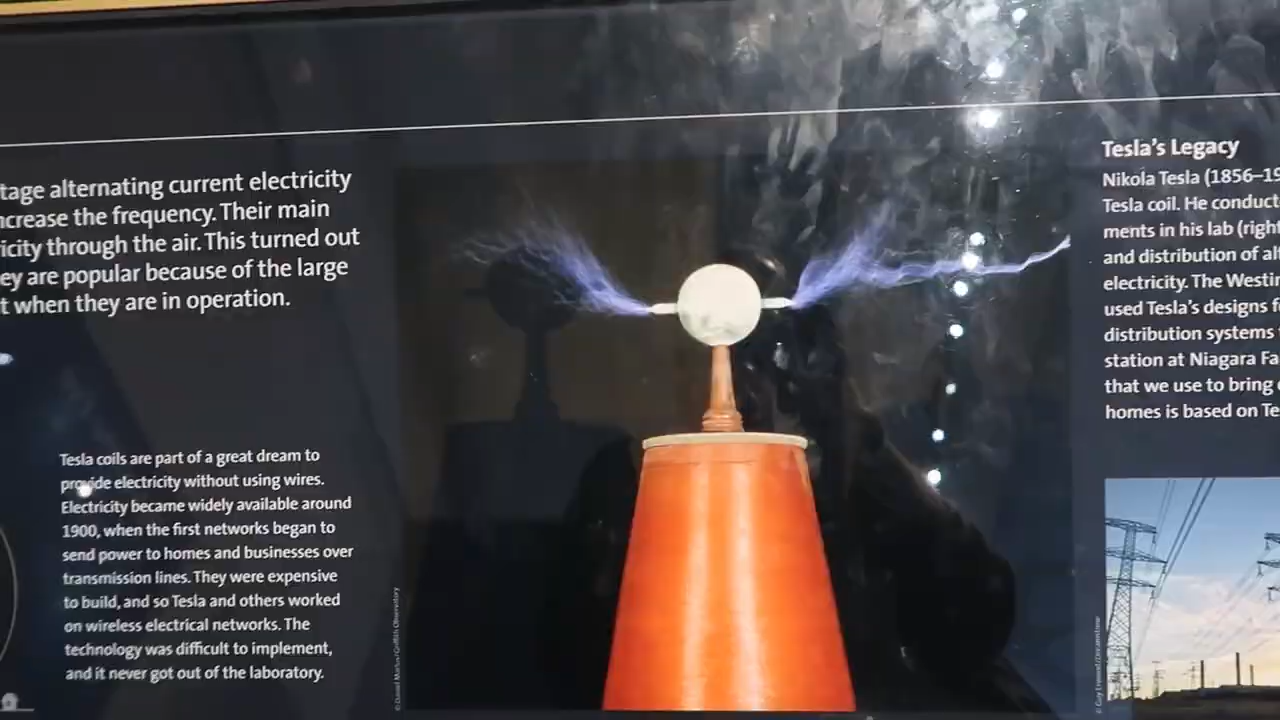 tage alternating current electricity
ncrease the frequency. Their main
icity through the air. This turned out
ey are popular because of the large
t when they are in operation.
Tesla coils are part of a great dream to
provide electricity without using wires.
Electricity became widely available around
1900, when the first networks began to
send power to homes and businesses over
transmission lines. They were expensive
to build, and so Tesla and others worked
on wireless electrical networks. The
technology was difficult to implement,
and it never got out of the laboratory.
Tesla's Legacy
Nikola Tesla (1856–19
Tesla coil. He conduct
ments in his lab (right
and distribution of al
electricity. The Westin
used Tesla's designs f
distribution systems
station at Niagara Fa
that we use to bring
homes is based on Te